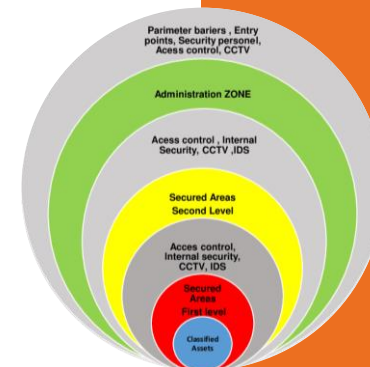 Parimeter bariers , Entry
points, Security personel,
Acess control, CCTV
Administration ZONE
Acess control , Internal
Security, CCTV ,IDS
Secured Areas
Second Level
Acces control,
Internal security,
CCTV, IDS
Secured
Areas
First level
Classified
Assets